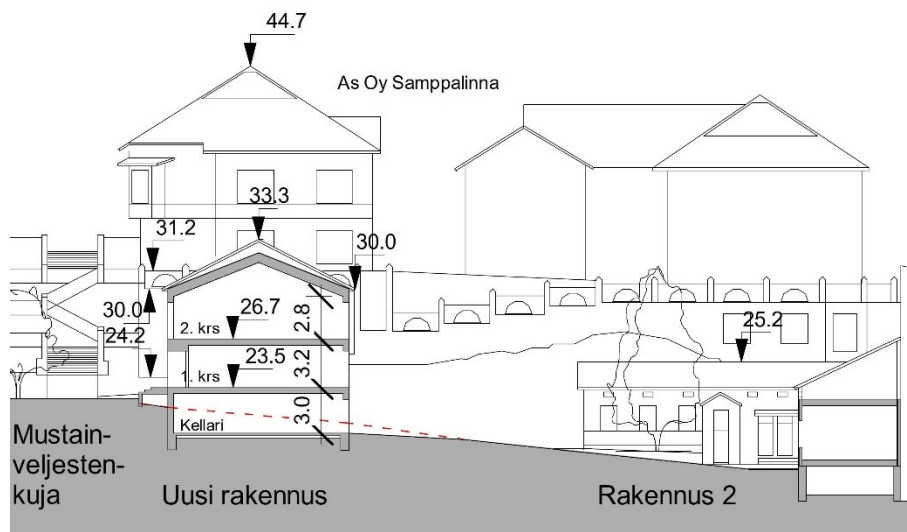 44.7
As Oy Samppalinna
33.3
31.2
30.0
30.0
26.7
2.8
25.2
2. krs
24.2
23.5
3.2
1. krs
3.0
Kellari
Mustain-
veljesten-
kuja
Uusi rakennus
Rakennus 2